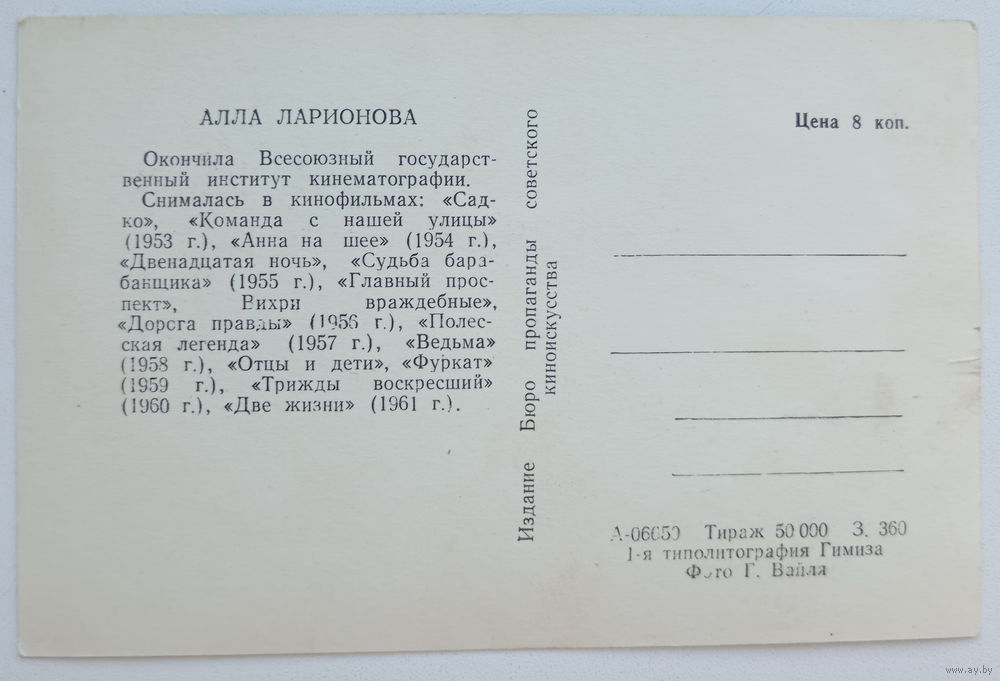 АЛЛА ЛАРИОНОВА
Окончила Всесоюзный государст-
венный институт кинематографии.
Снималась в кинофильмах: «Сад-
ко», «Команда с нашей улицы»
(1953 г.), «Анна на шее» (1954 г.),
«Двенадцатая ночь», «Судьба бара-
банщика» (1955 г.), «Главный прос-
пект», Вихри враждебные»,
«Дорога правды» (1956 г.), «Полес-
ская легенда» (1957 г.), «Ведьма»
(1958 г.), «Отцы и дети», «Фуркат»
(1959 г.), «Трижды воскресший»
(1960 г.), «Две жизни» (1961 г.).
Издание Бюро пропаганды советского
киноискусства
Цена 8 коп.
Тираж 50 000 З. 360
1-я типолитография Гимиза
Фото Г. Вайля
www.ay.by